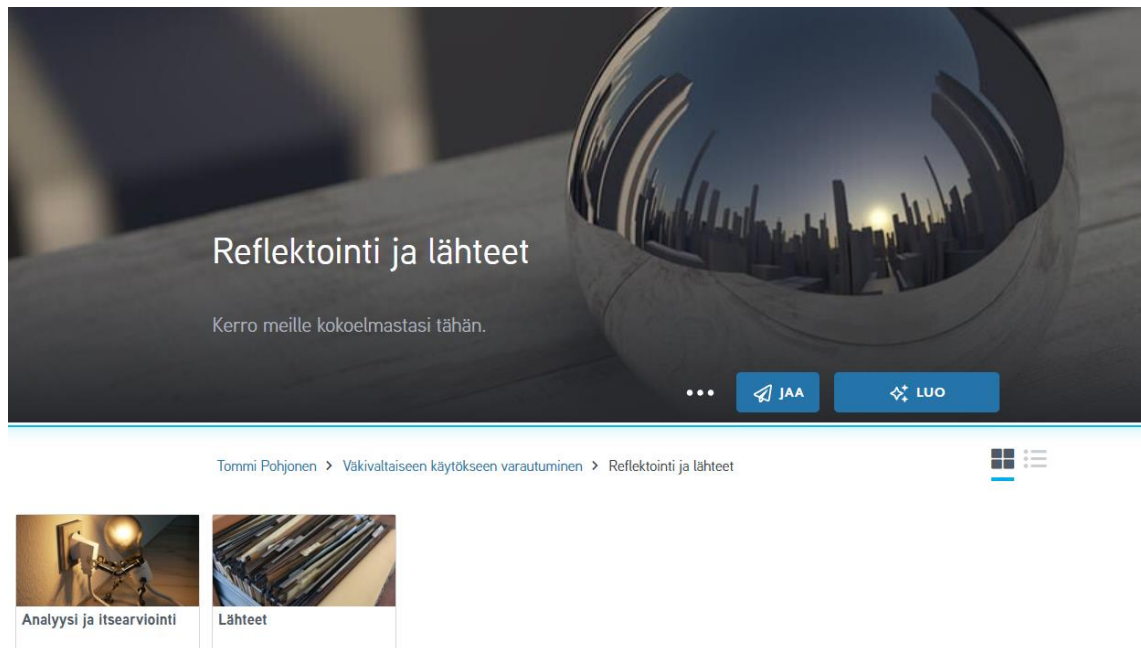 Reflektointi ja lähteet
Kerro meille kokoelmastasi tähän.
JAA
LUO
Tommi Pohjonen > Väkivaltaiseen käytökseen varautuminen > Reflektointi ja lähteet
Analyysi ja itsearviointi
Lähteet